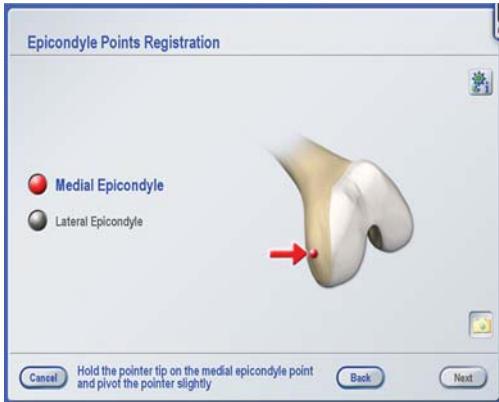 Epicondyle Points Registration
Medial Epicondyle
Lateral Epicondyle
Cancel
Hold the pointer tip on the medial epicondyle point
and pivot the pointer slightly
Back
Next